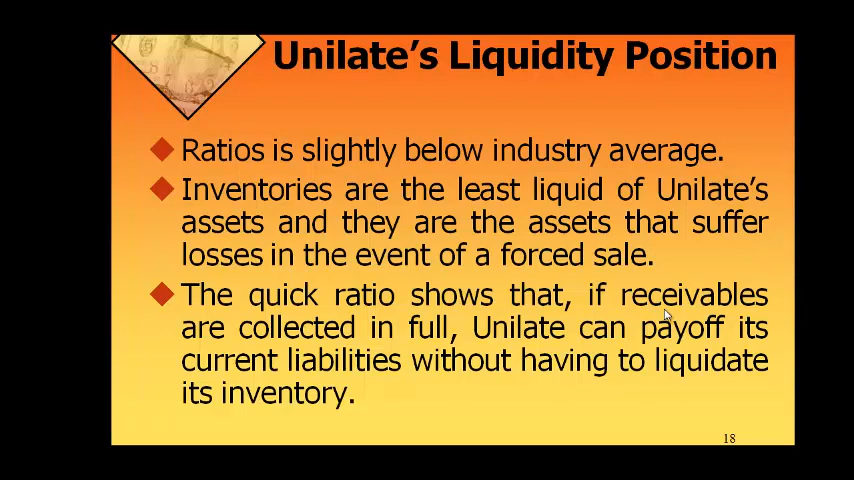 Unilate's Liquidity Position
Ratios is slightly below industry average.
Inventories are the least liquid of Unilate's
assets and they are the assets that suffer
losses in the event of a forced sale.
The quick ratio shows that, if receivables
are collected in full, Unilate can payoff its
current liabilities without having to liquidate
its inventory.
18